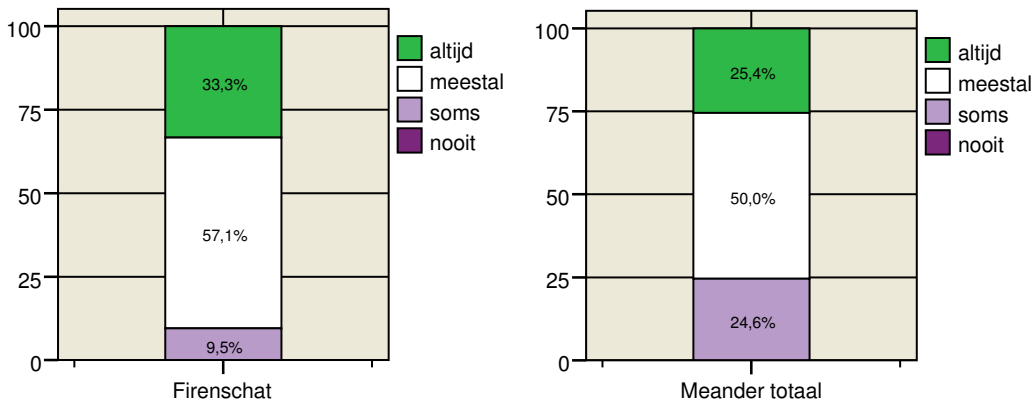 100
75
50
25
0
33,3%
57,1%
9,5%
Firenschat
altijd
meestal
soms
nooit
100
75
50
25
0
25,4%
50,0%
24,6%
Meander totaal
altijd
meestal
soms
nooit